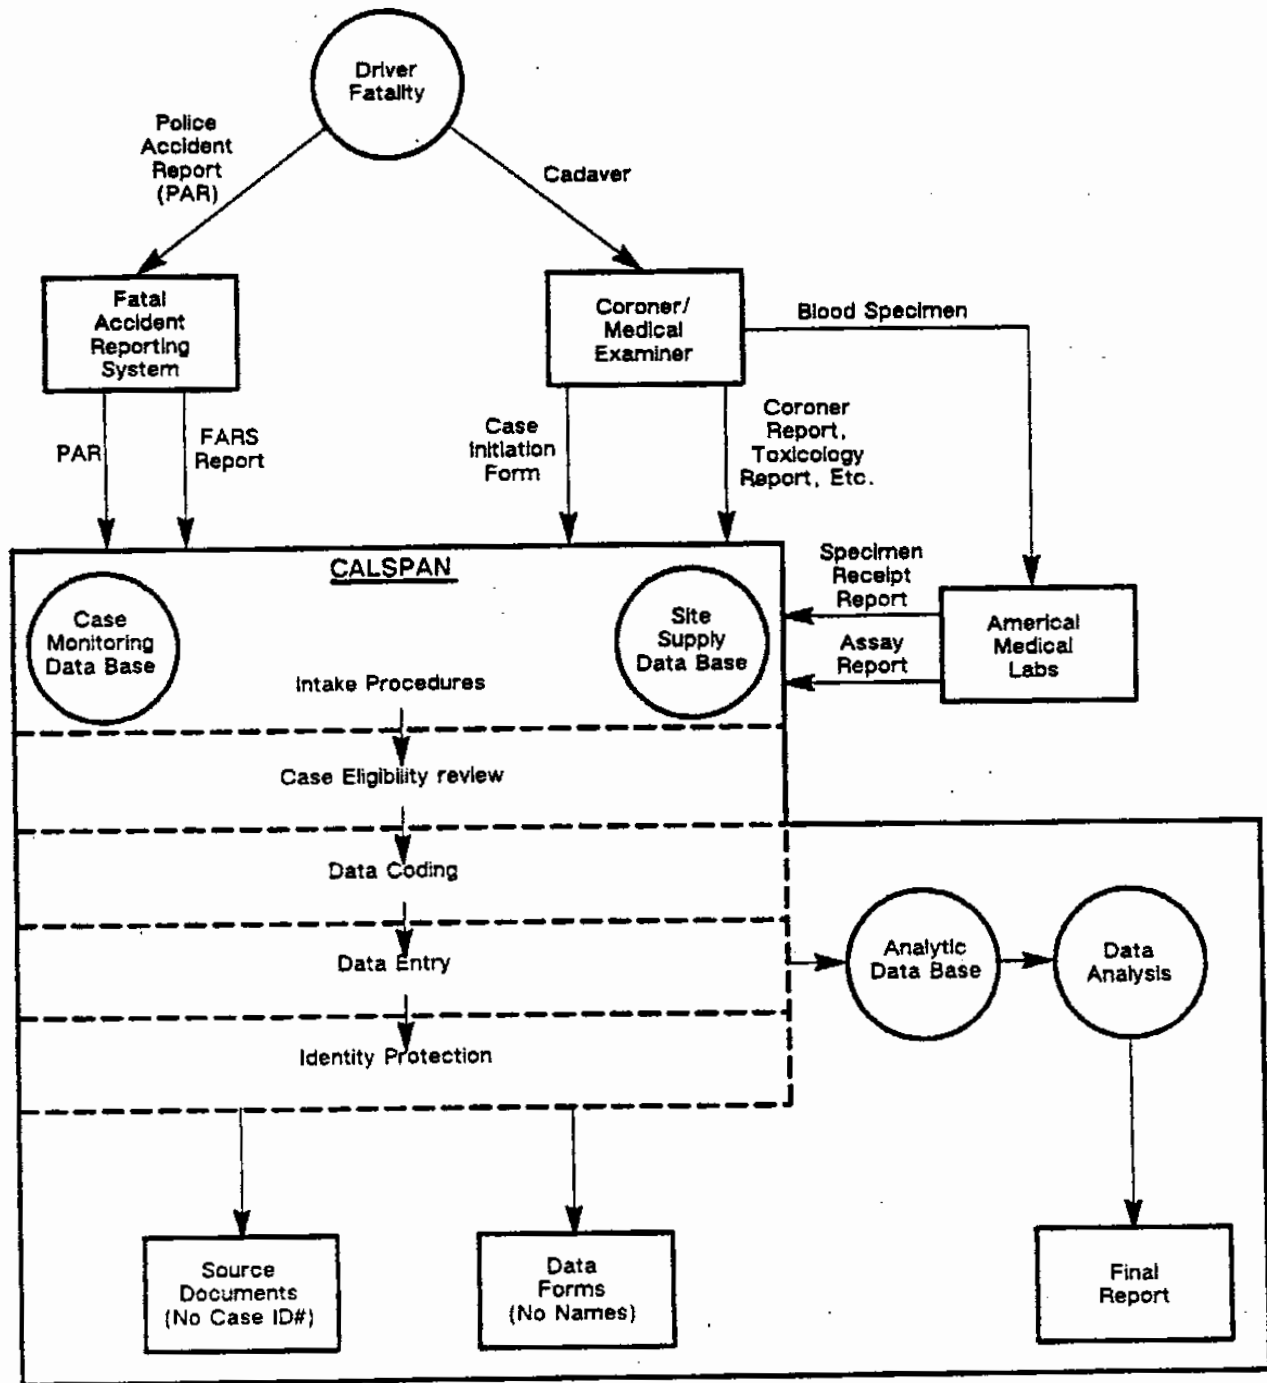 Driver
Fatality
Police
Accident
Report
(PAR)
Cadaver
Fatal
Accident
Reporting
System
Coroner/
Medical
Examiner
Blood Specimen
PAR
FARS
Report
Case
Initiation
Form
Coroner
Report,
Toxicology
Report, Etc.
CALSPAN
Case
Monitoring
Data Base
Site
Supply
Data Base
Specimen
Receipt
Report
Assay
Report
Americal
Medical
Labs
Intake Procedures
Case Eligibility review
Data Coding
Data Entry
Identity Protection
Analytic
Data Base
Data
Analysis
Source
Documents
(No Case ID#)
Data
Forms
(No Names)
Final
Report